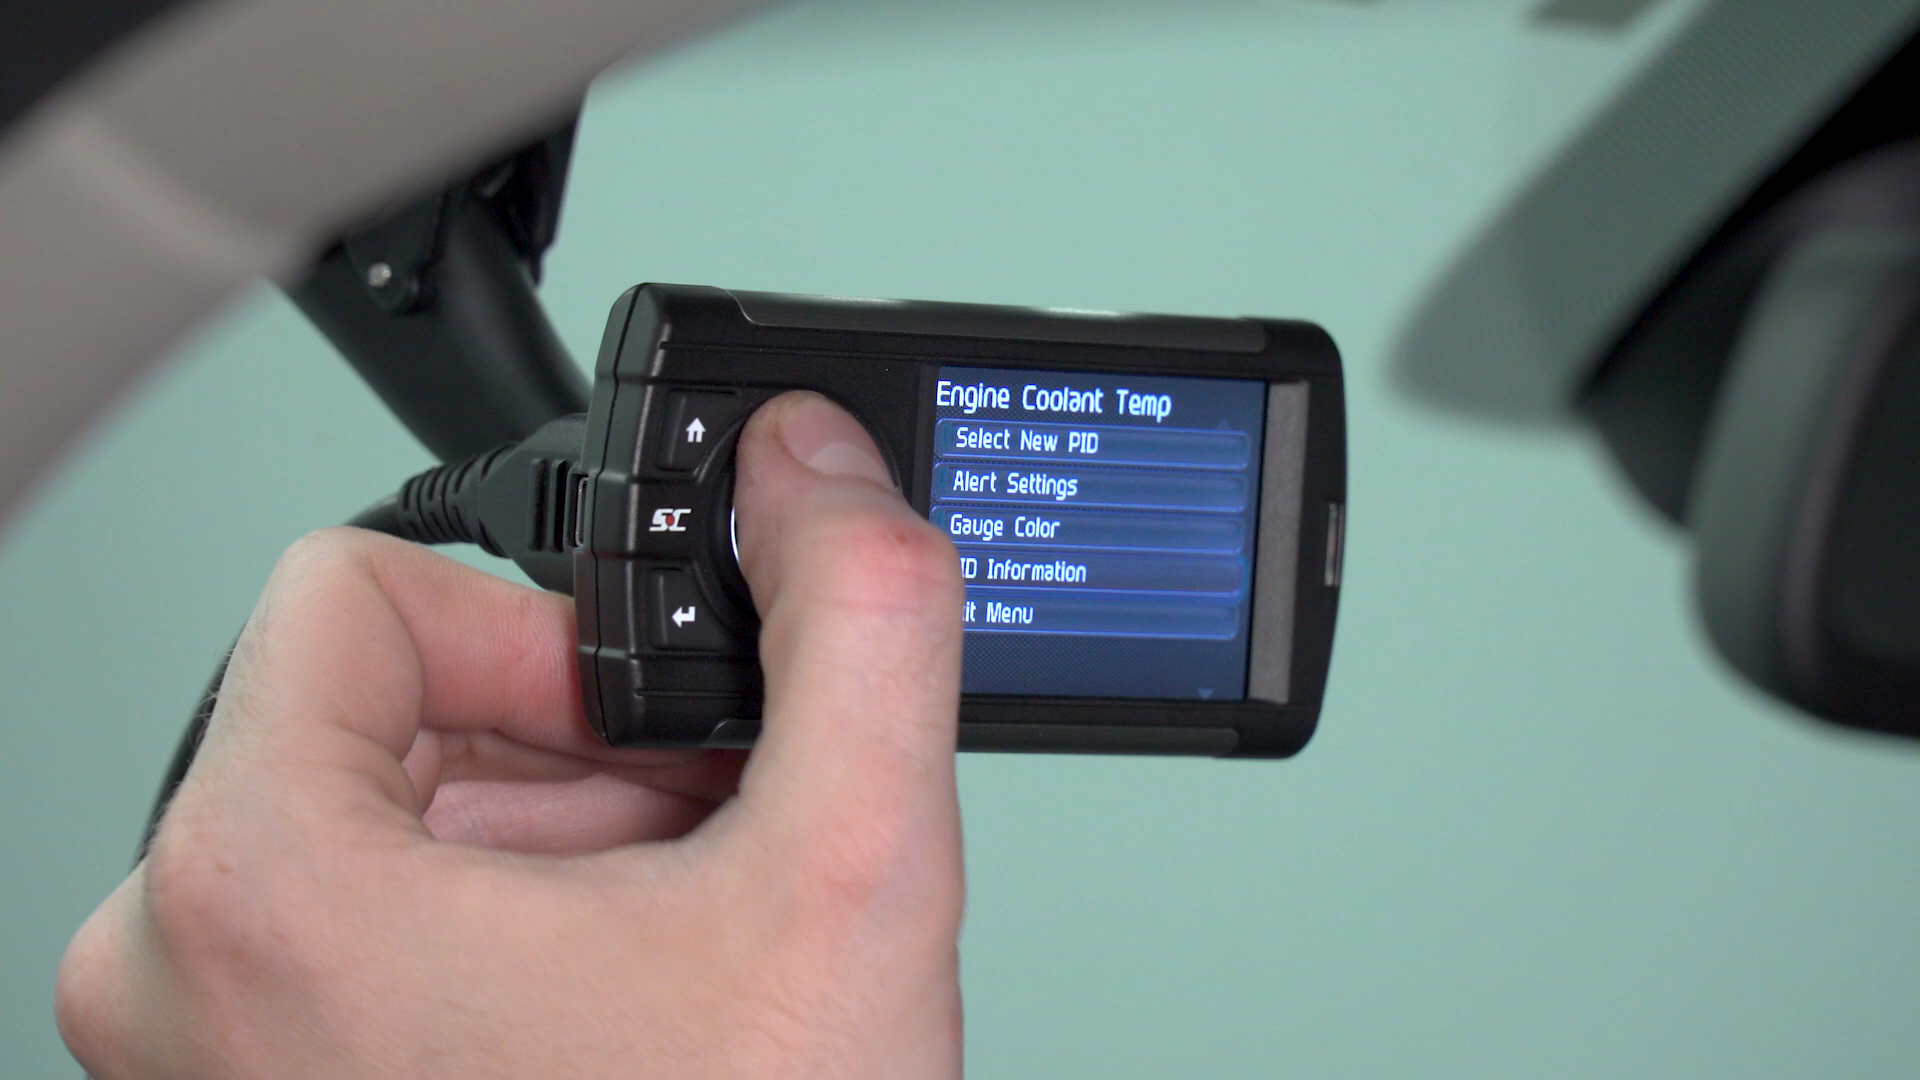 Engine Coolant Temp
Select New PID
Alert Settings
Gauge Color
ID Information
it Menu
SC